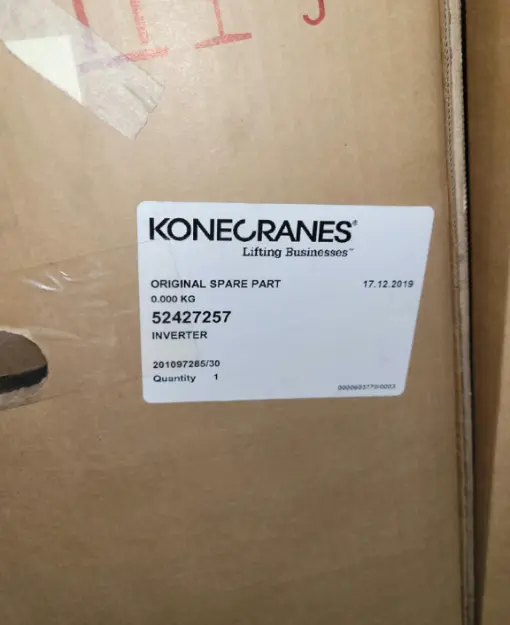 KONECRANES®
Lifting Businesses™
ORIGINAL SPARE PART 17.12.2019
0.000 KG
52427257
INVERTER
201097285/30
Quantity 1